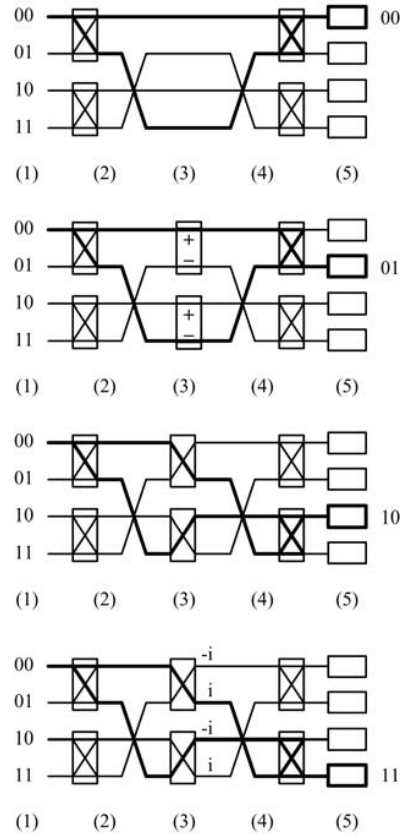 00 00
01
10
11
(1) (2) (3) (4) (5)
00 +
−
01 01
10 +
11 −
(1) (2) (3) (4) (5)
00
01
10 10
11
(1) (2) (3) (4) (5)
-i
00
i
01
-i
10
11 i 11
(1) (2) (3) (4) (5)